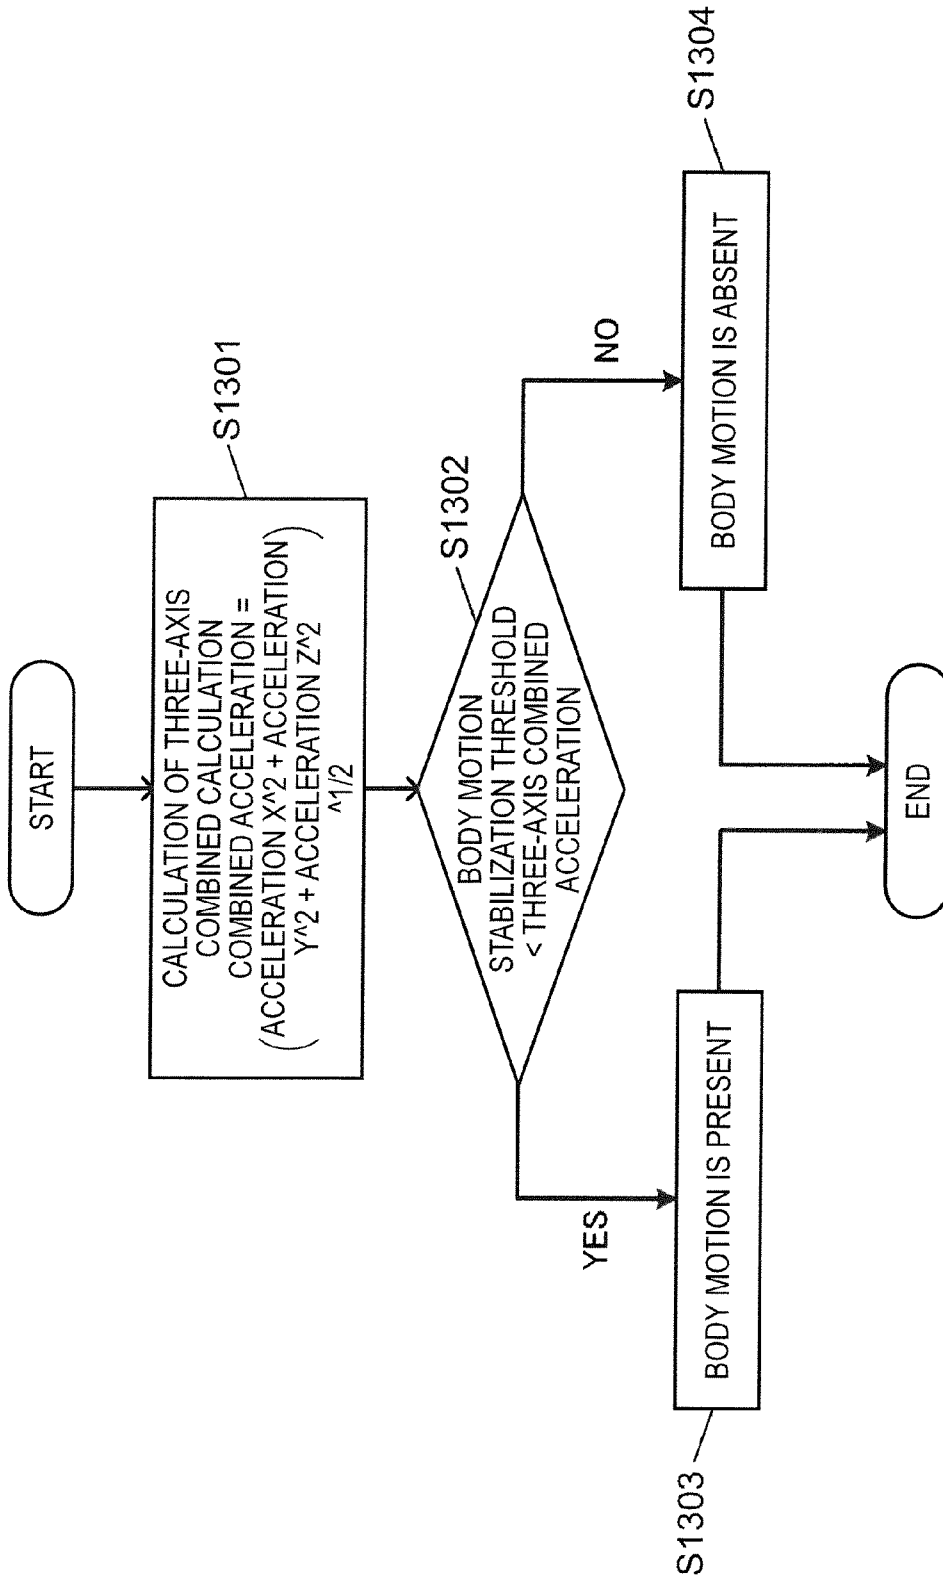 START
CALCULATION OF THREE-AXIS
COMBINED CALCULATION
COMBINED ACCELERATION =
(ACCELERATION X^2 + ACCELERATION
Y^2 + ACCELERATION Z^2)
^1/2
S1301
BODY MOTION
STABILIZATION THRESHOLD
< THREE-AXIS COMBINED
ACCELERATION
S1302
YES
NO
BODY MOTION IS PRESENT
S1303
BODY MOTION IS ABSENT
S1304
END